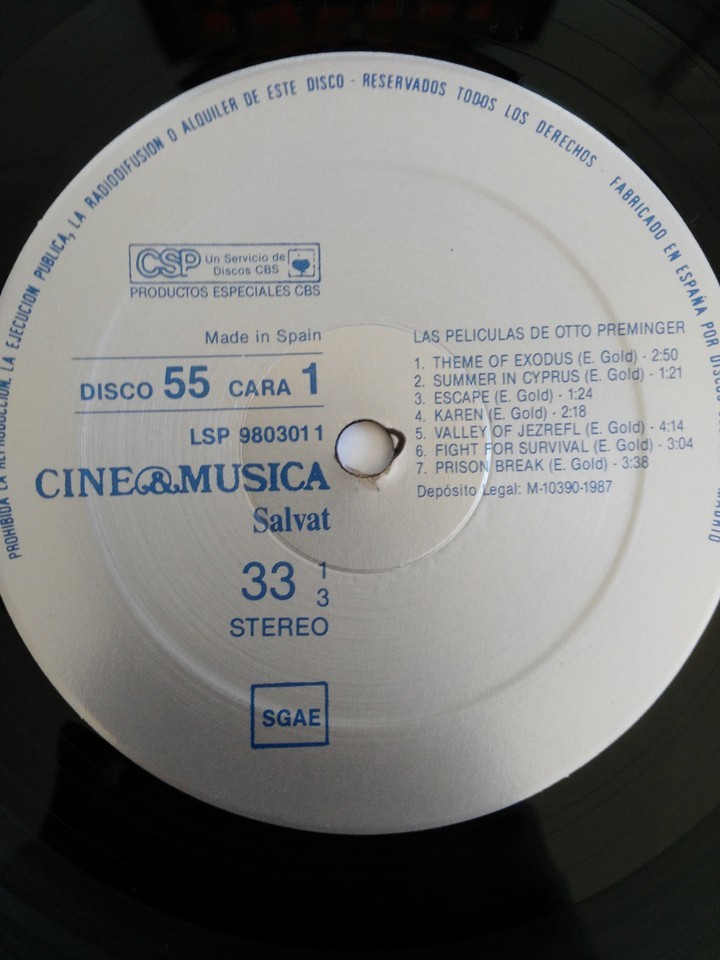 PROHIBIDA LA REPRODUCCION. LA EJECUCION PUBLICA, LA RADIODIFUSION O ALQUILER DE ESTE DISCO - RESERVADOS TODOS LOS DERECHOS - FABRICADO EN ESPAÑA POR
CSP Un Servicio de
Discos CBS
PRODUCTOS ESPECIALES CBS
Made in Spain
DISCO 55 CARA 1
LSP 9803011
CINE&MUSICA
Salvat
33 1
3
STEREO
SGAE
LAS PELICULAS DE OTTO PREMINGER
1. THEME OF EXODUS (E. Gold) - 2:50
2. SUMMER IN CYPRUS (E. Gold) - 1:21
3. ESCAPE (E. Gold) - 1:24
4. KAREN (E. Gold) - 2:18
5. VALLEY OF JEZREFL (E. Gold) - 4:14
6. FIGHT FOR SURVIVAL (E. Gold) - 3:04
7. PRISON BREAK (E. Gold) - 3:38
Depósito Legal: M-10390-1987